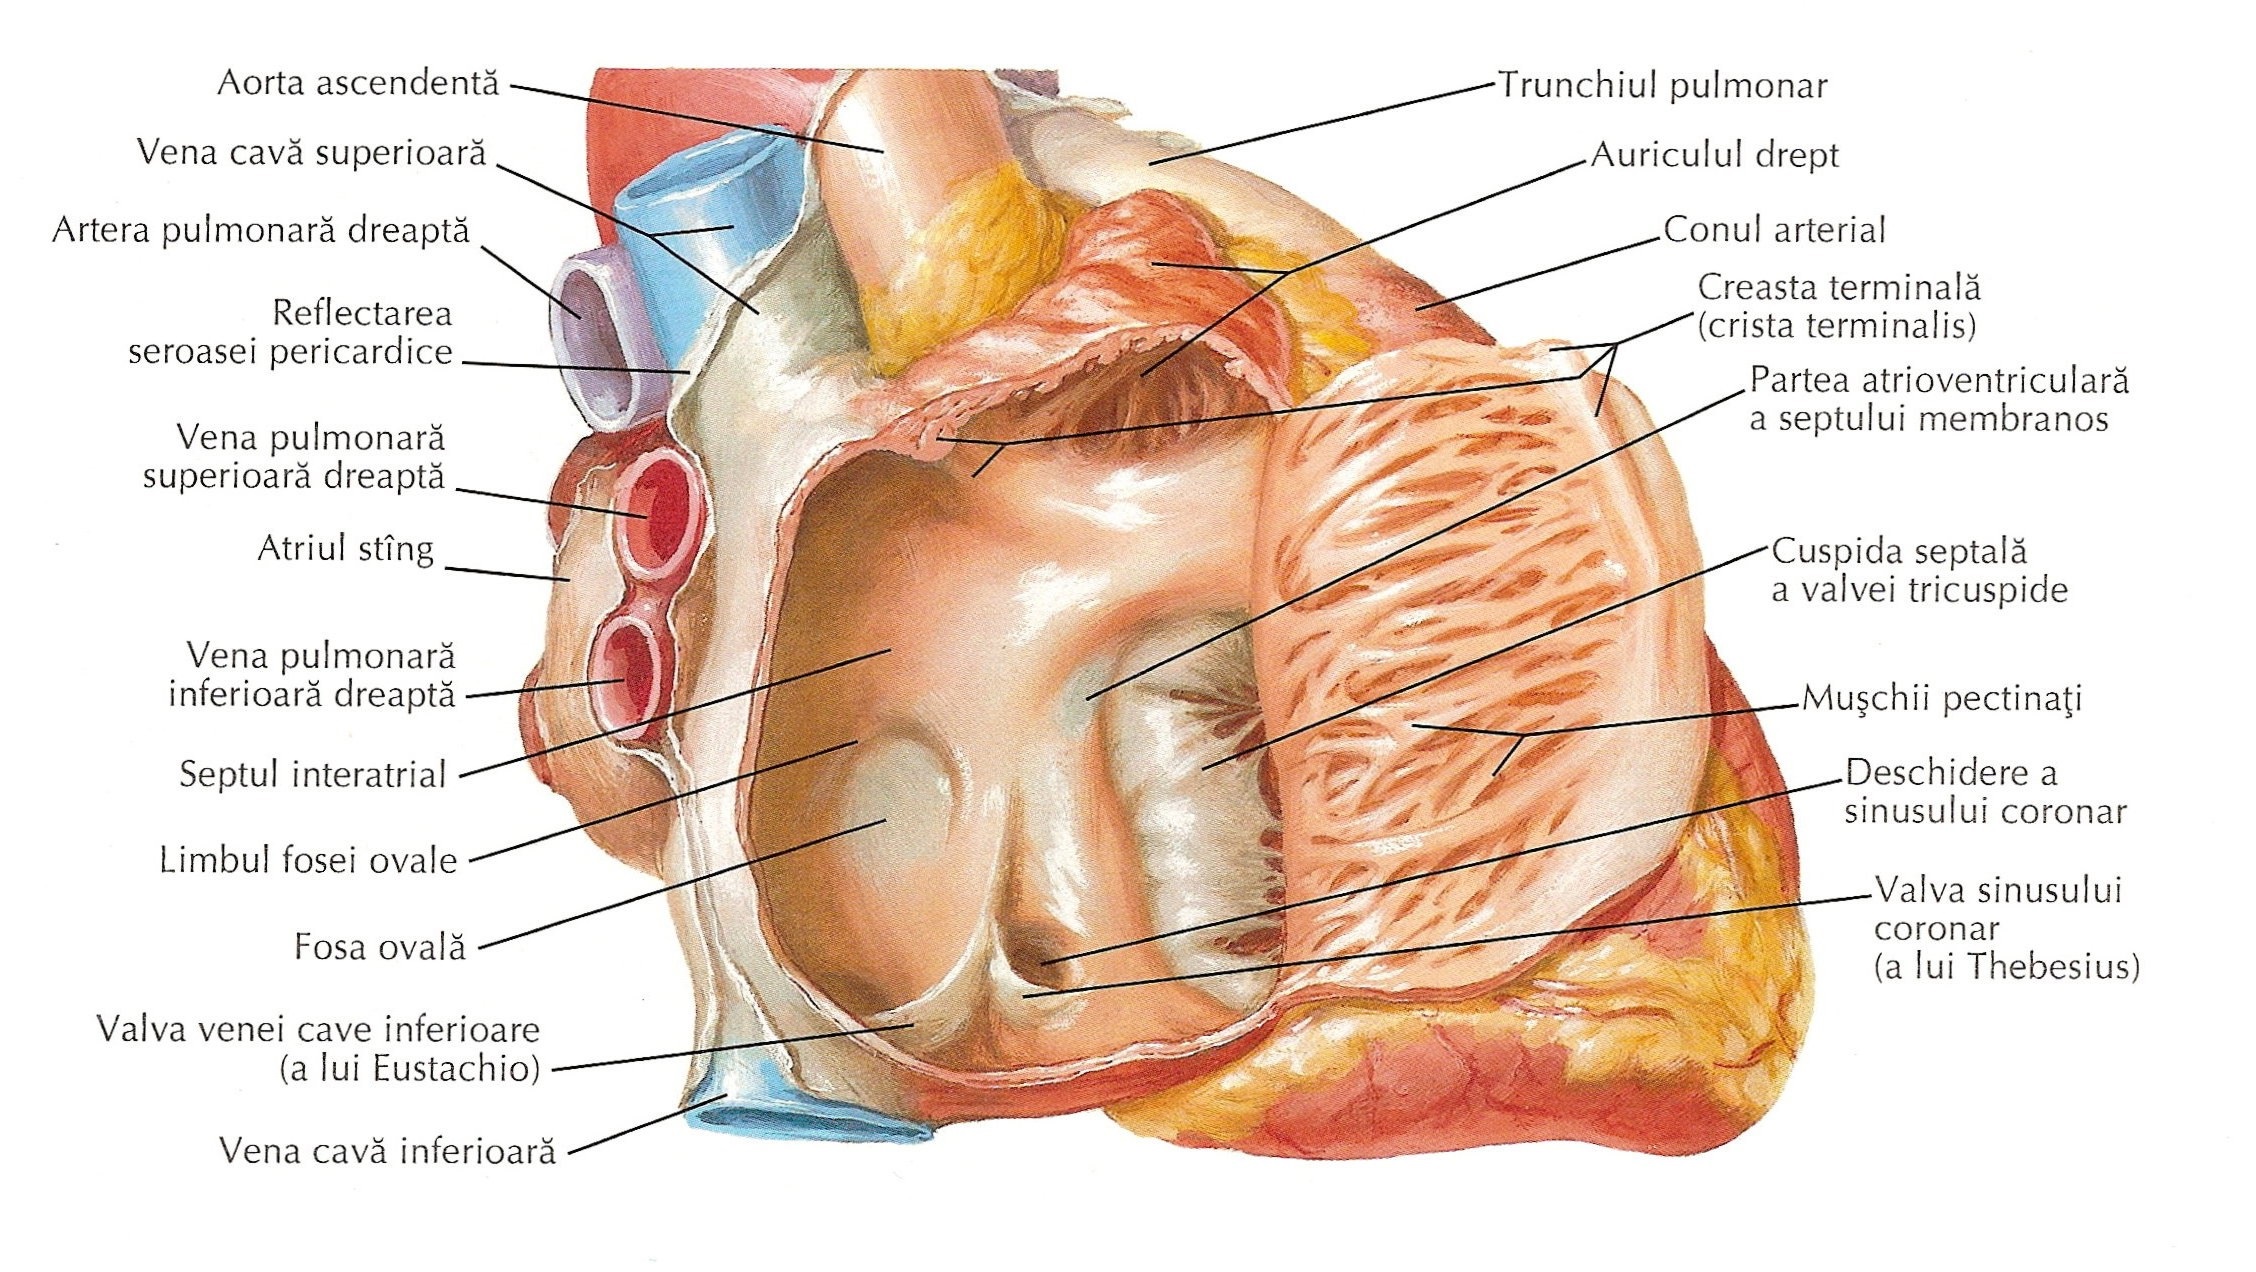 Aorta ascendentă
Vena cavă superioară
Artera pulmonară dreaptă
Reflectarea
seroasei pericardice
Vena pulmonară
superioară dreaptă
Atriul stîng
Vena pulmonară
inferioară dreaptă
Septul interatrial
Limbul fosei ovale
Fosa ovală
Valva venei cave inferioare
(a lui Eustachio)
Vena cavă inferioară
Trunchiul pulmonar
Auriculul drept
Conul arterial
Creasta terminală
(crista terminalis)
Partea atrioventriculară
a septului membranos
Cuspida septală
a valvei tricuspide
Muşchii pectinaţi
Deschidere a
sinusului coronar
Valva sinusului
coronar
(a lui Thebesius)